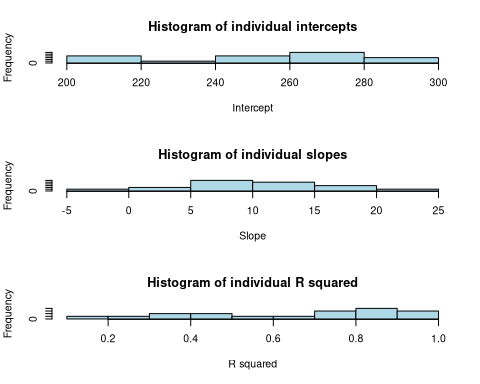 Histogram of individual intercepts
Frequency
0
200 220 240 260 280 300
Intercept
Histogram of individual slopes
Frequency
0
-5 0 5 10 15 20 25
Slope
Histogram of individual R squared
Frequency
0
0.2 0.4 0.6 0.8 1.0
R squared